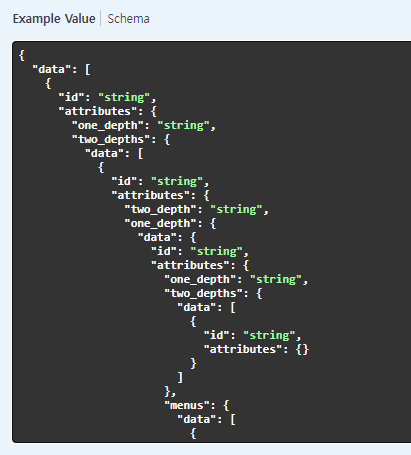 Example Value | Schema
{
  "data": [
    {
      "id": "string",
      "attributes": {
        "one_depth": "string",
        "two_depths": {
          "data": [
            {
              "id": "string",
              "attributes": {
                "two_depth": "string",
                "one_depth": {
                  "data": {
                    "id": "string",
                    "attributes": {
                      "one_depth": "string",
                      "two_depths": {
                        "data": [
                          {
                            "id": "string",
                            "attributes": {}
                          }
                        ]
                      },
                      "menus": {
                        "data": [
                          {